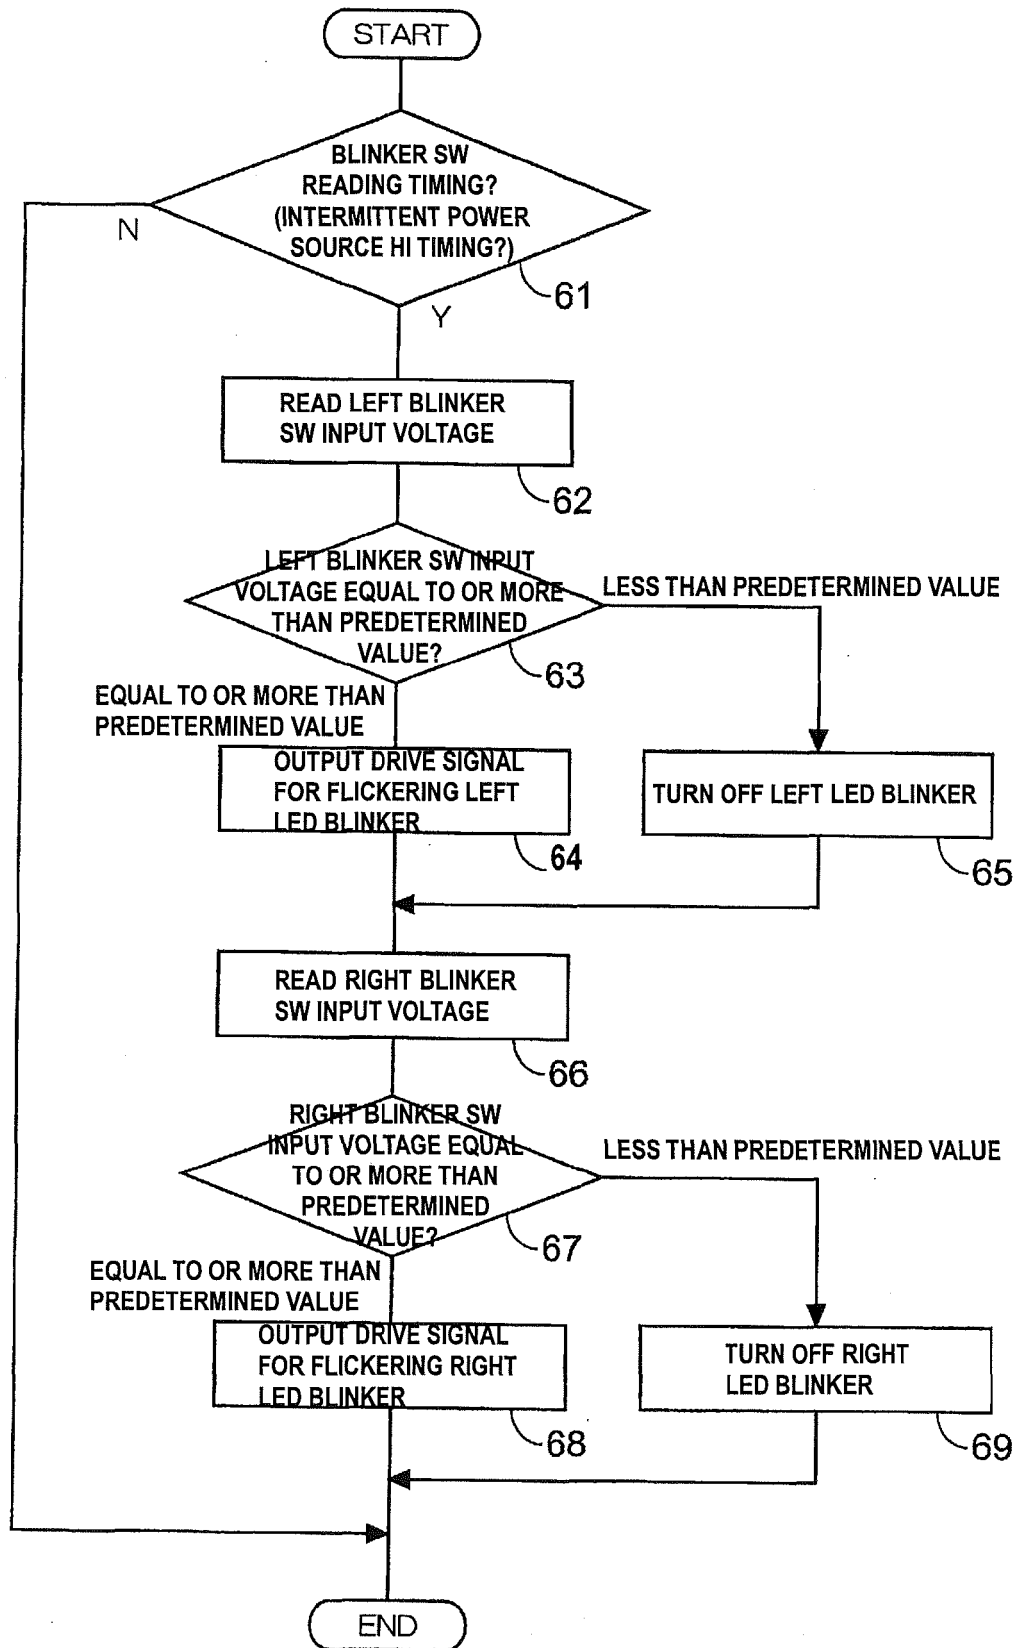 START
BLINKER SW
READING TIMING?
(INTERMITTENT POWER
SOURCE HI TIMING?)
N
61
Y
READ LEFT BLINKER
SW INPUT VOLTAGE
62
LEFT BLINKER SW INPUT
VOLTAGE EQUAL TO OR MORE
THAN PREDETERMINED
VALUE?
LESS THAN PREDETERMINED VALUE
63
EQUAL TO OR MORE THAN
PREDETERMINED VALUE
OUTPUT DRIVE SIGNAL
FOR FLICKERING LEFT
LED BLINKER
64
TURN OFF LEFT LED BLINKER
65
READ RIGHT BLINKER
SW INPUT VOLTAGE
66
RIGHT BLINKER SW
INPUT VOLTAGE EQUAL
TO OR MORE THAN
PREDETERMINED
VALUE?
LESS THAN PREDETERMINED VALUE
67
EQUAL TO OR MORE THAN
PREDETERMINED VALUE
OUTPUT DRIVE SIGNAL
FOR FLICKERING RIGHT
LED BLINKER
68
TURN OFF RIGHT
LED BLINKER
69
END